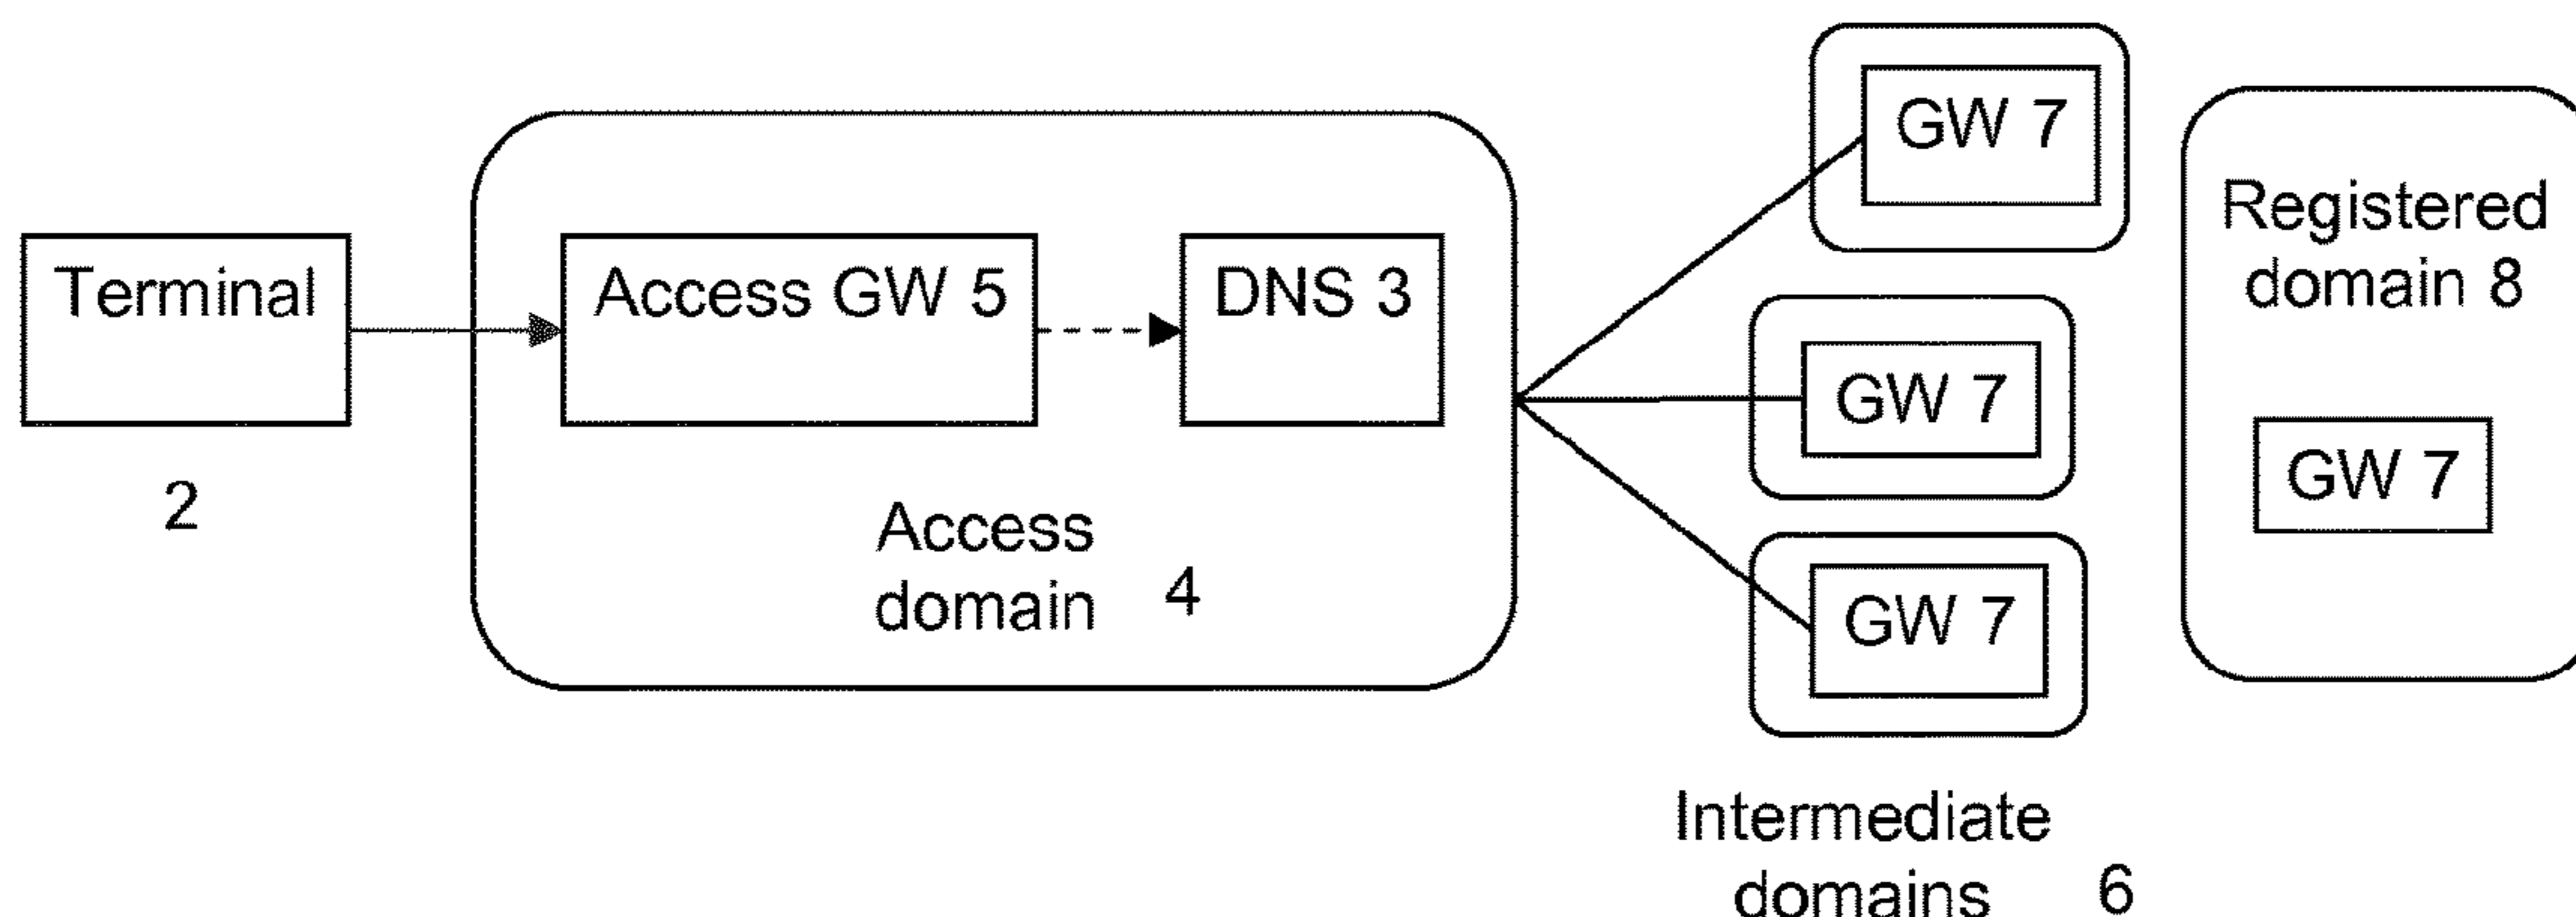 Terminal
2
Access GW 5
DNS 3
Access
domain 4
GW 7
GW 7
GW 7
Intermediate
domains 6
Registered
domain 8
GW 7